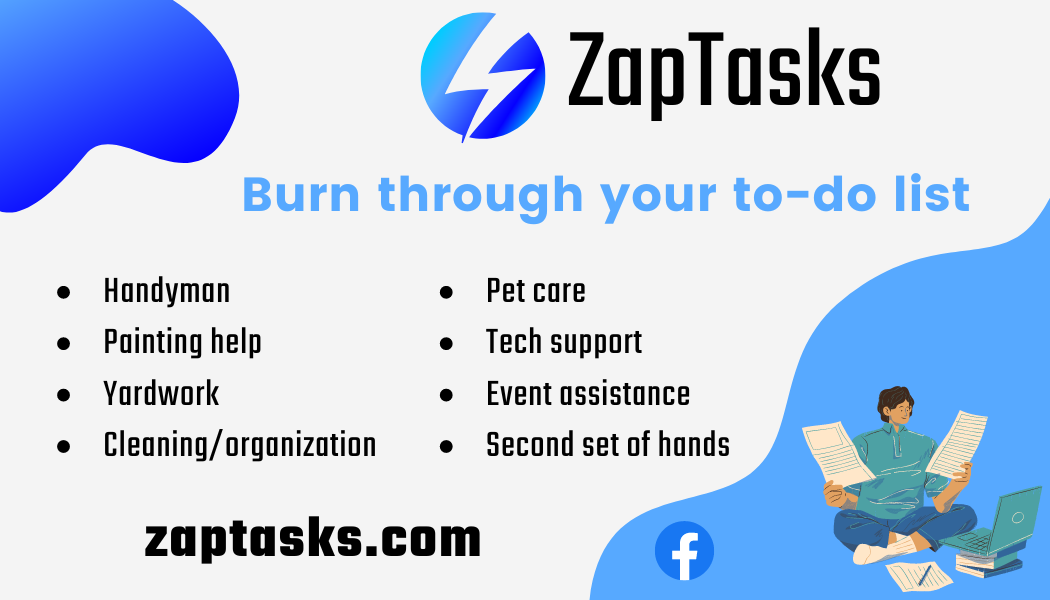 ZapTasks
Burn through your to-do list
Handyman
Painting help
Yardwork
Cleaning/organization
Pet care
Tech support
Event assistance
Second set of hands
zaptasks.com